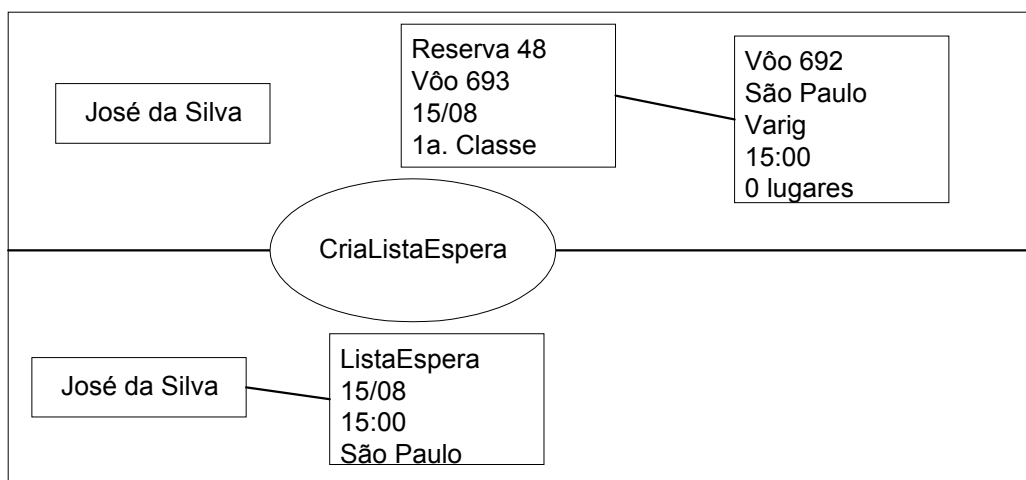 José da Silva
Reserva 48
Vôo 693
15/08
1a. Classe
Vôo 692
São Paulo
Varig
15:00
0 lugares
CriaListaEspera
José da Silva
ListaEspera
15/08
15:00
São Paulo